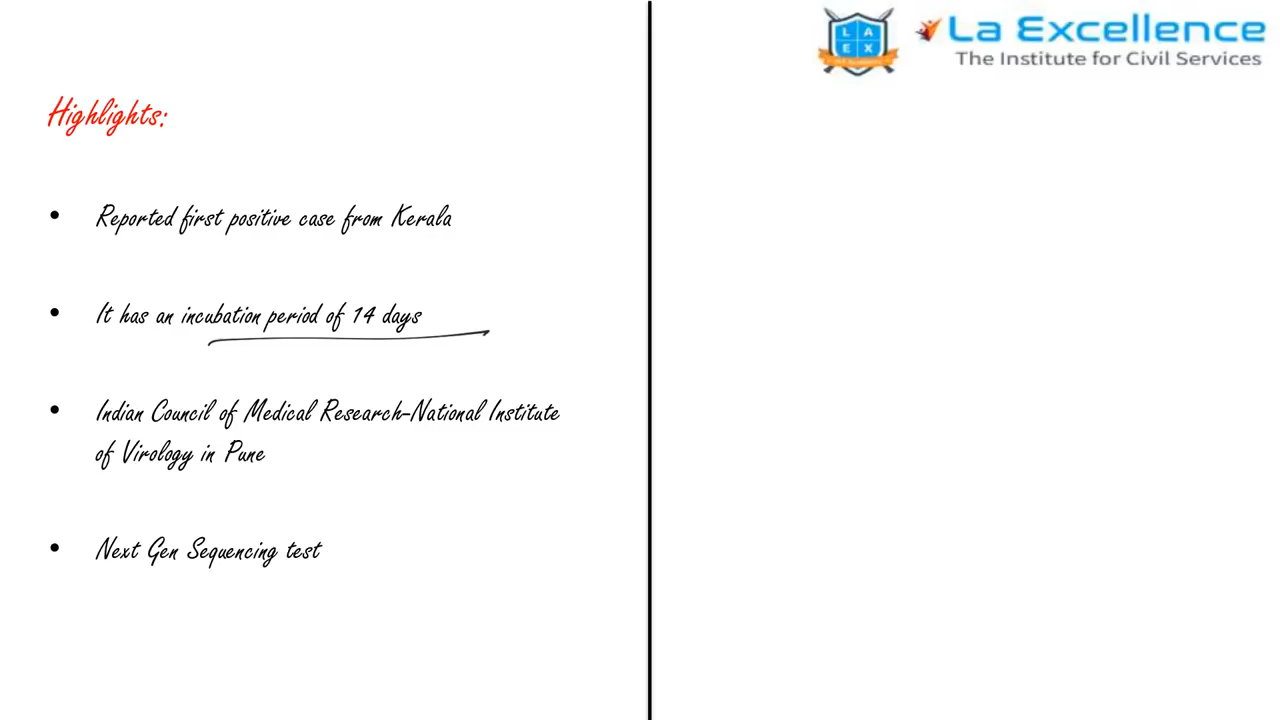 L A
E X
La Excellence
The Institute for Civil Services
Highlights:
• Reported first positive case from Kerala
• It has an incubation period of 14 days
• Indian Council of Medical Research-National Institute
of Virology in Pune
• Next Gen Sequencing test